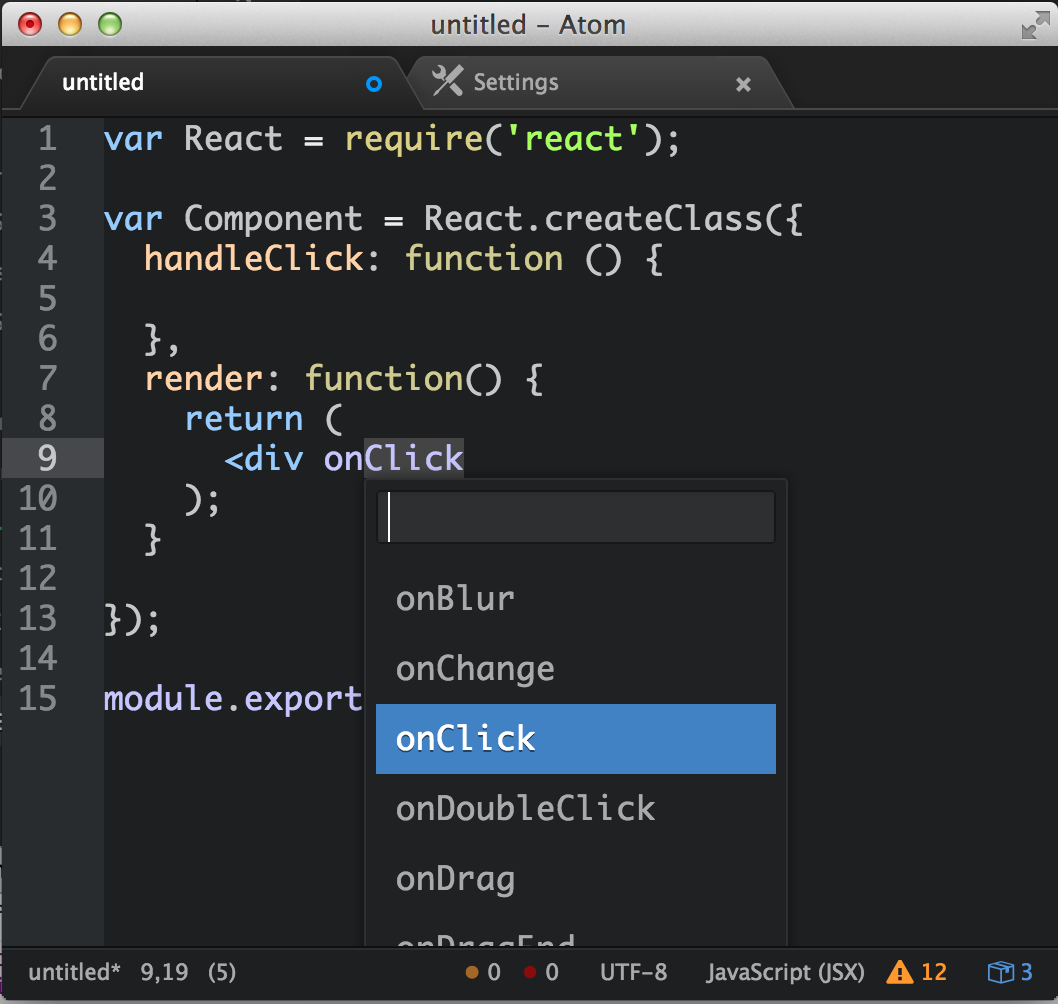 untitled – Atom
untitled Settings ×
1 var React = require('react');
2
3 var Component = React.createClass({
4   handleClick: function () {
5
6   },
7   render: function() {
8     return (
9       <div onClick
10     );
11   }
12
13 });
14
15 module.export
onBlur
onChange
onClick
onDoubleClick
onDrag
onDragEnd
untitled* 9,19 (5) 0 0 UTF-8 JavaScript (JSX) 12 3